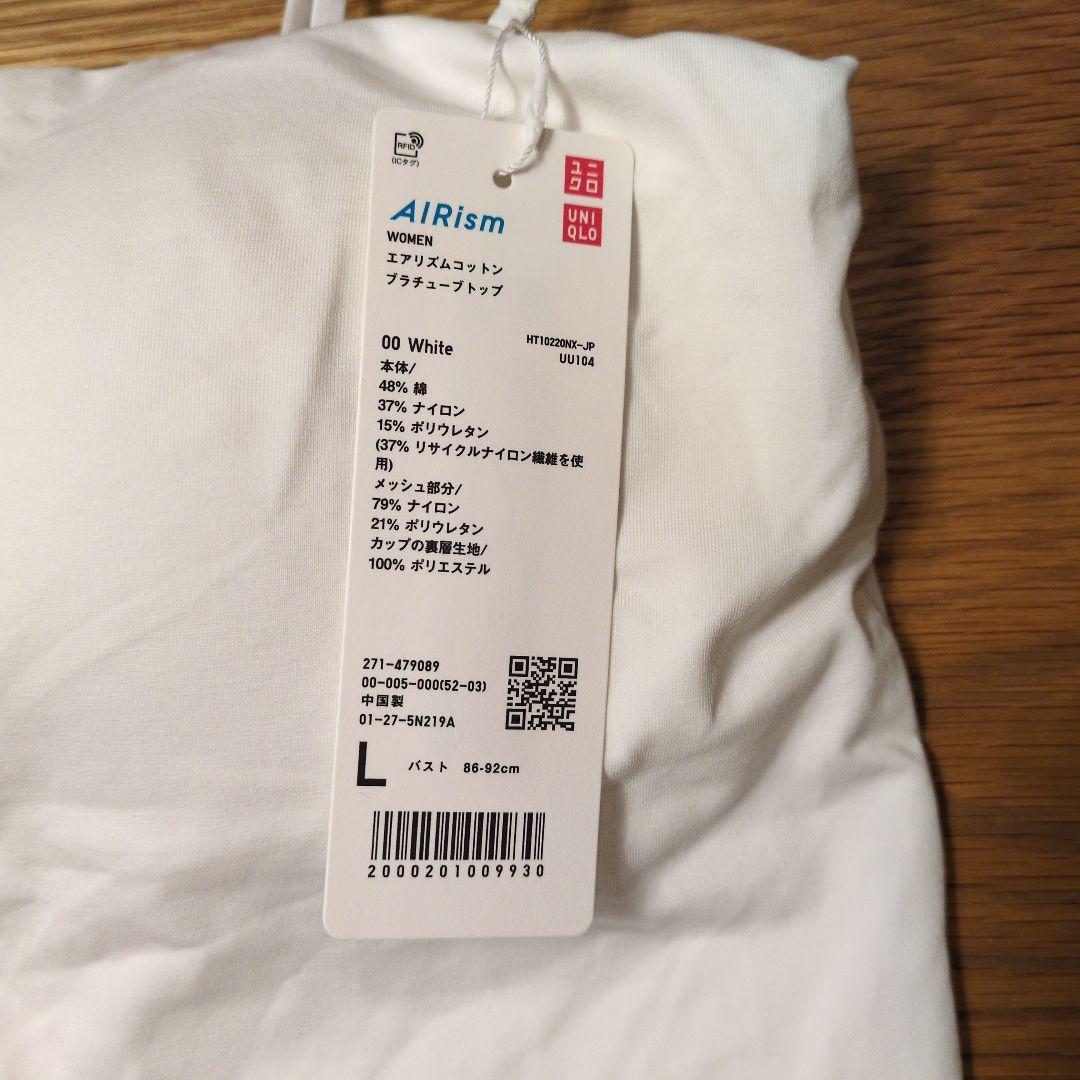 RFID
(ICタグ)
ユニ
クロ
UNI
QLO
AIRism
WOMEN
エアリズムコットン
ブラチューブトップ
00 White
HT10220NX-JP
UU104
本体/
48% 綿
37% ナイロン
15% ポリウレタン
(37% リサイクルナイロン繊維を使
用)
メッシュ部分/
79% ナイロン
21% ポリウレタン
カップの裏層生地/
100% ポリエステル
271-479089
00-005-000(52-03)
中国製
01-27-5N219A
L バスト 86-92cm
2000201009930